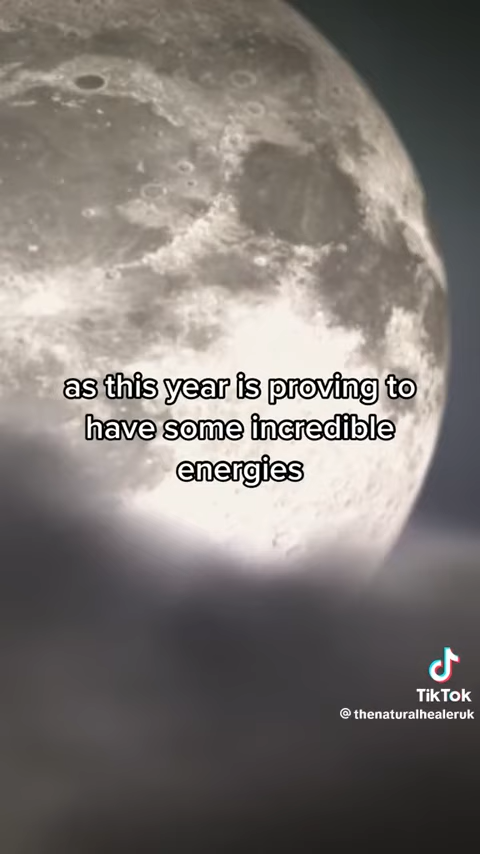 as this year is proving to
have some incredible
energies
TikTok
@thenaturalhealeruk